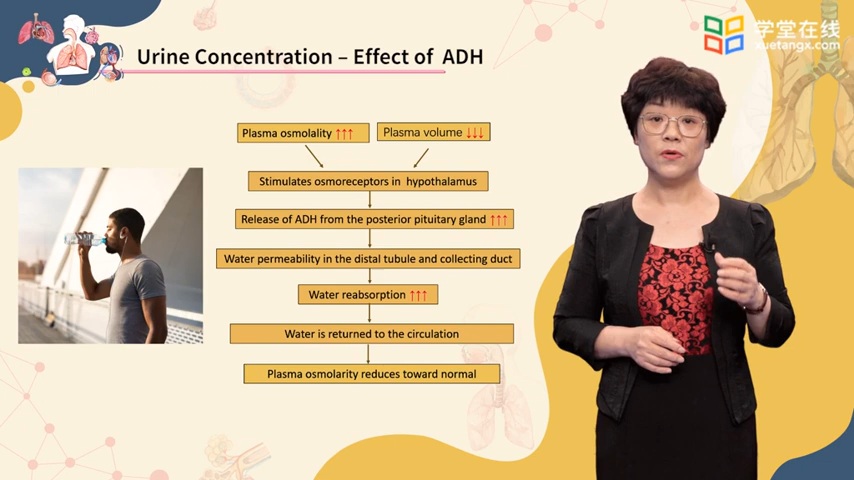 学堂在线
xuetangx.com
Urine Concentration – Effect of ADH
Plasma osmolality ↑↑↑
Plasma volume ↓↓↓
Stimulates osmoreceptors in hypothalamus
Release of ADH from the posterior pituitary gland ↑↑↑
Water permeability in the distal tubule and collecting duct
Water reabsorption ↑↑↑
Water is returned to the circulation
Plasma osmolarity reduces toward normal